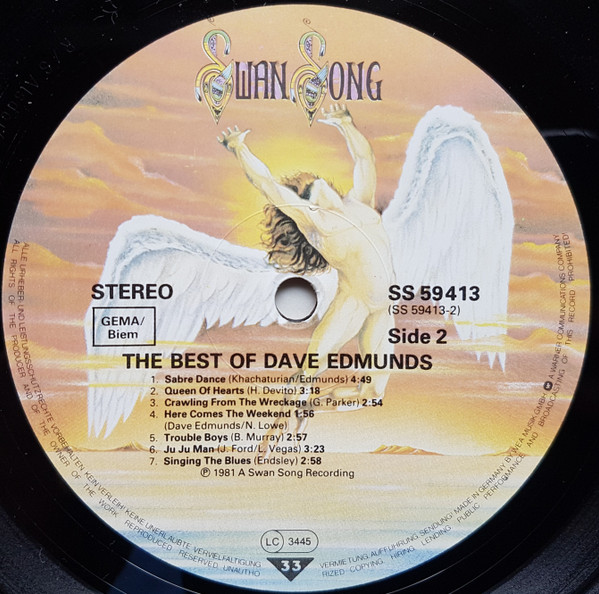 SWAN SONG
STEREO
GEMA/
Biem
SS 59413
(SS 59413-2)
Side 2
THE BEST OF DAVE EDMUNDS
1. Sabre Dance (Khachaturian/Edmunds) 4:49
2. Queen Of Hearts (H. Devito) 3:18
3. Crawling From The Wreckage (G. Parker) 2:54
4. Here Comes The Weekend 1:56
(Dave Edmunds/N. Lowe)
5. Trouble Boys (B. Murray) 2:57
6. Ju Ju Man (J. Ford/L. Vegas) 3:23
7. Singing The Blues (Endsley) 2:58
℗ 1981 A Swan Song Recording
LC 3445
33
ALLE URHEBER- UND LEISTUNGSSCHUTZRECHTE VORBEHALTEN. KEIN VERLEIH! KEINE UNERLAUBTE VERVIELFÄLTIGUNG
VERMIETUNG, AUFFÜHRUNG, SENDUNG! MADE IN GERMANY BY WEA MUSIK GMBH A WARNER COMMUNICATIONS COMPANY
ALL RIGHTS OF THE PRODUCER AND OF THE OWNER OF THE WORK REPRODUCED RESERVED. UNAUTHO
RIZED COPYING, HIRING, LENDING PUBLIC PERFORMANCE AND BROADCASTING OF THIS RECORD PROHIBITED!